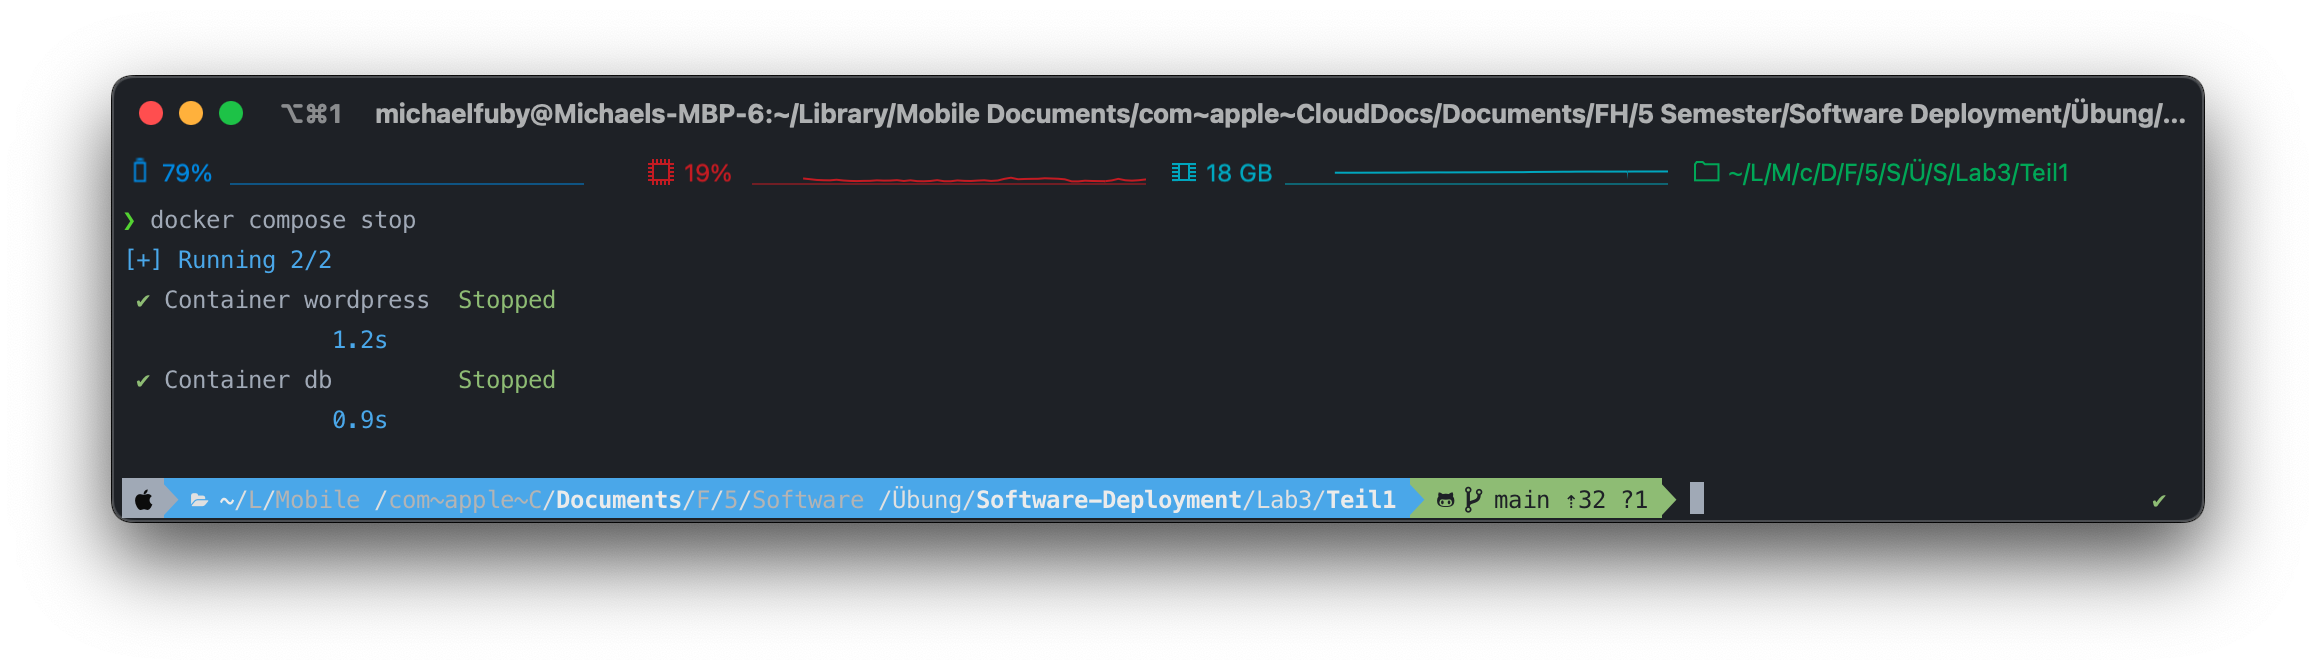 ⌥⌘1 michaelfuby@Michaels-MBP-6:~/Library/Mobile Documents/com~apple~CloudDocs/Documents/FH/5 Semester/Software Deployment/Übung/...
79% 19% 18 GB ~/L/M/c/D/F/5/S/Ü/S/Lab3/Teil1
❯ docker compose stop
[+] Running 2/2
✔ Container wordpress Stopped
1.2s
✔ Container db Stopped
0.9s
~/L/Mobile /com~apple~C/Documents/F/5/Software /Übung/Software-Deployment/Lab3/Teil1 main ⇡32 ?1 ✔